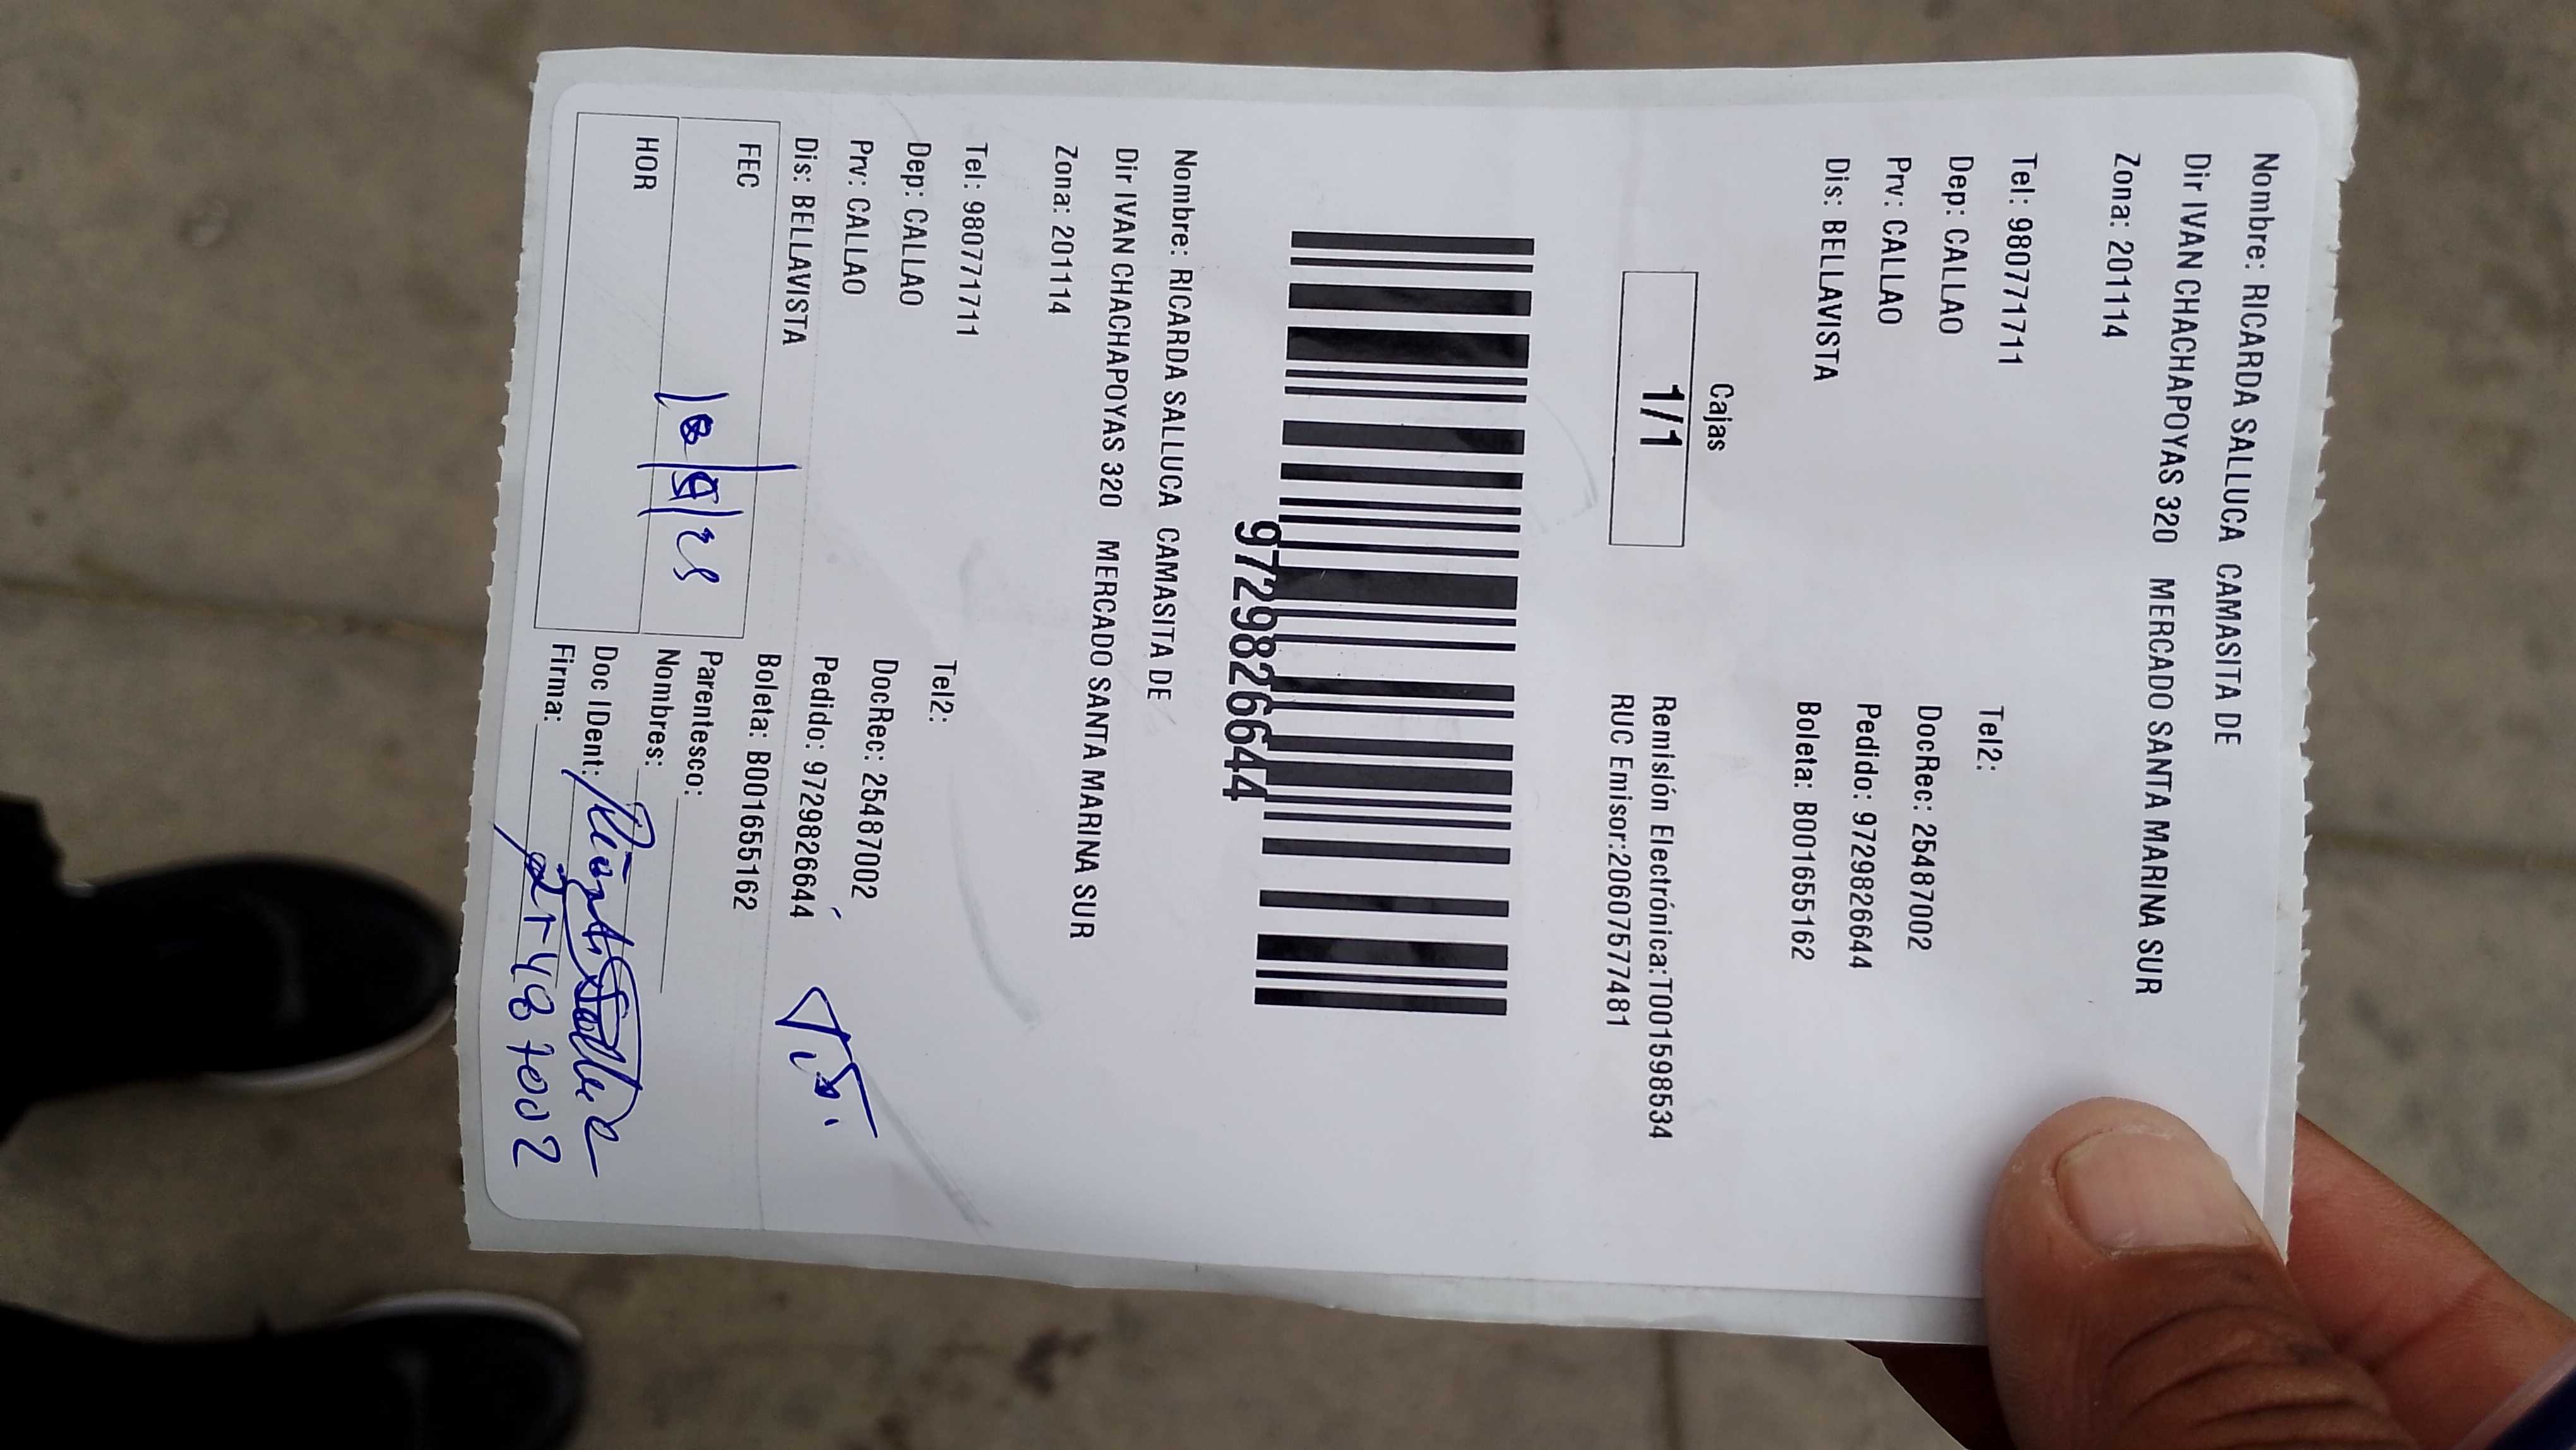 Nombre: RICARDA SALLUCA CAMASITA DE
Dir IVAN CHACHAPOYAS 320 MERCADO SANTA MARINA SUR
Zona: 201114
Tel: 980771711 Tel2:
Dep: CALLAO DocRec: 25487002
Prv: CALLAO Pedido: 9729826644
Dis: BELLAVISTA Boleta: B001655162
Cajas
1/1
Remisión Electrónica:T001598534
RUC Emisor:20607577481
9729826644
Nombre: RICARDA SALLUCA CAMASITA DE
Dir IVAN CHACHAPOYAS 320 MERCADO SANTA MARINA SUR
Zona: 201114
Tel: 980771711 Tel2:
Dep: CALLAO DocRec: 25487002
Prv: CALLAO Pedido: 9729826644
Dis: BELLAVISTA Boleta: B001655162
FEC
Parentesco:
Nombres:
HOR
Doc IDent:
Firma:
25487002